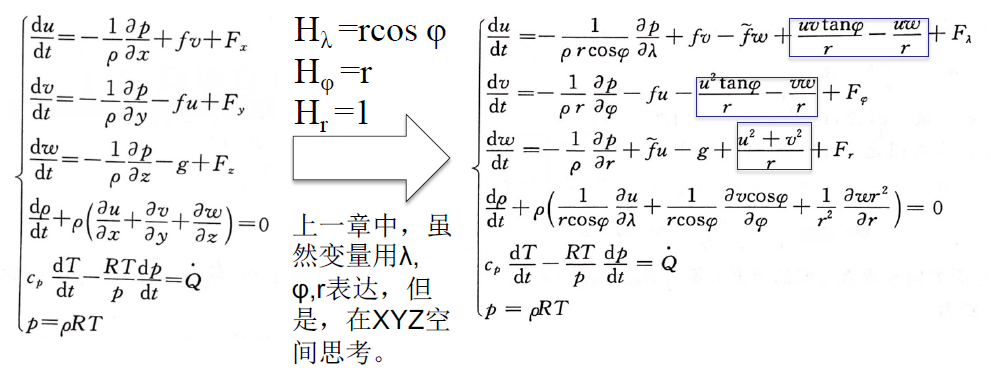 du/dt = −(1/ρ)(∂p/∂x) + fv + F_x
dv/dt = −(1/ρ)(∂p/∂y) − fu + F_y
dw/dt = −(1/ρ)(∂p/∂z) − g + F_z
dρ/dt + ρ(∂u/∂x + ∂v/∂y + ∂w/∂z) = 0
c_p dT/dt − (RT/p)(dp/dt) = Q̇
p = ρRT
H_λ =rcos φ
H_φ =r
H_r =1
上一章中，虽
然变量用λ,
φ,r表达，但
是，在XYZ空
间思考。
du/dt = −(1/(ρ r cosφ))(∂p/∂λ) + fv − f̃w + uv tanφ/r − uw/r + F_λ
dv/dt = −(1/(ρ r))(∂p/∂φ) − fu − u² tanφ/r − vw/r + F_φ
dw/dt = −(1/ρ)(∂p/∂r) + f̃u − g + (u² + v²)/r + F_r
dρ/dt + ρ((1/(r cosφ))(∂u/∂λ) + (1/(r cosφ))(∂v cosφ/∂φ) + (1/r²)(∂wr²/∂r)) = 0
c_p dT/dt − (RT/p)(dp/dt) = Q̇
p = ρRT